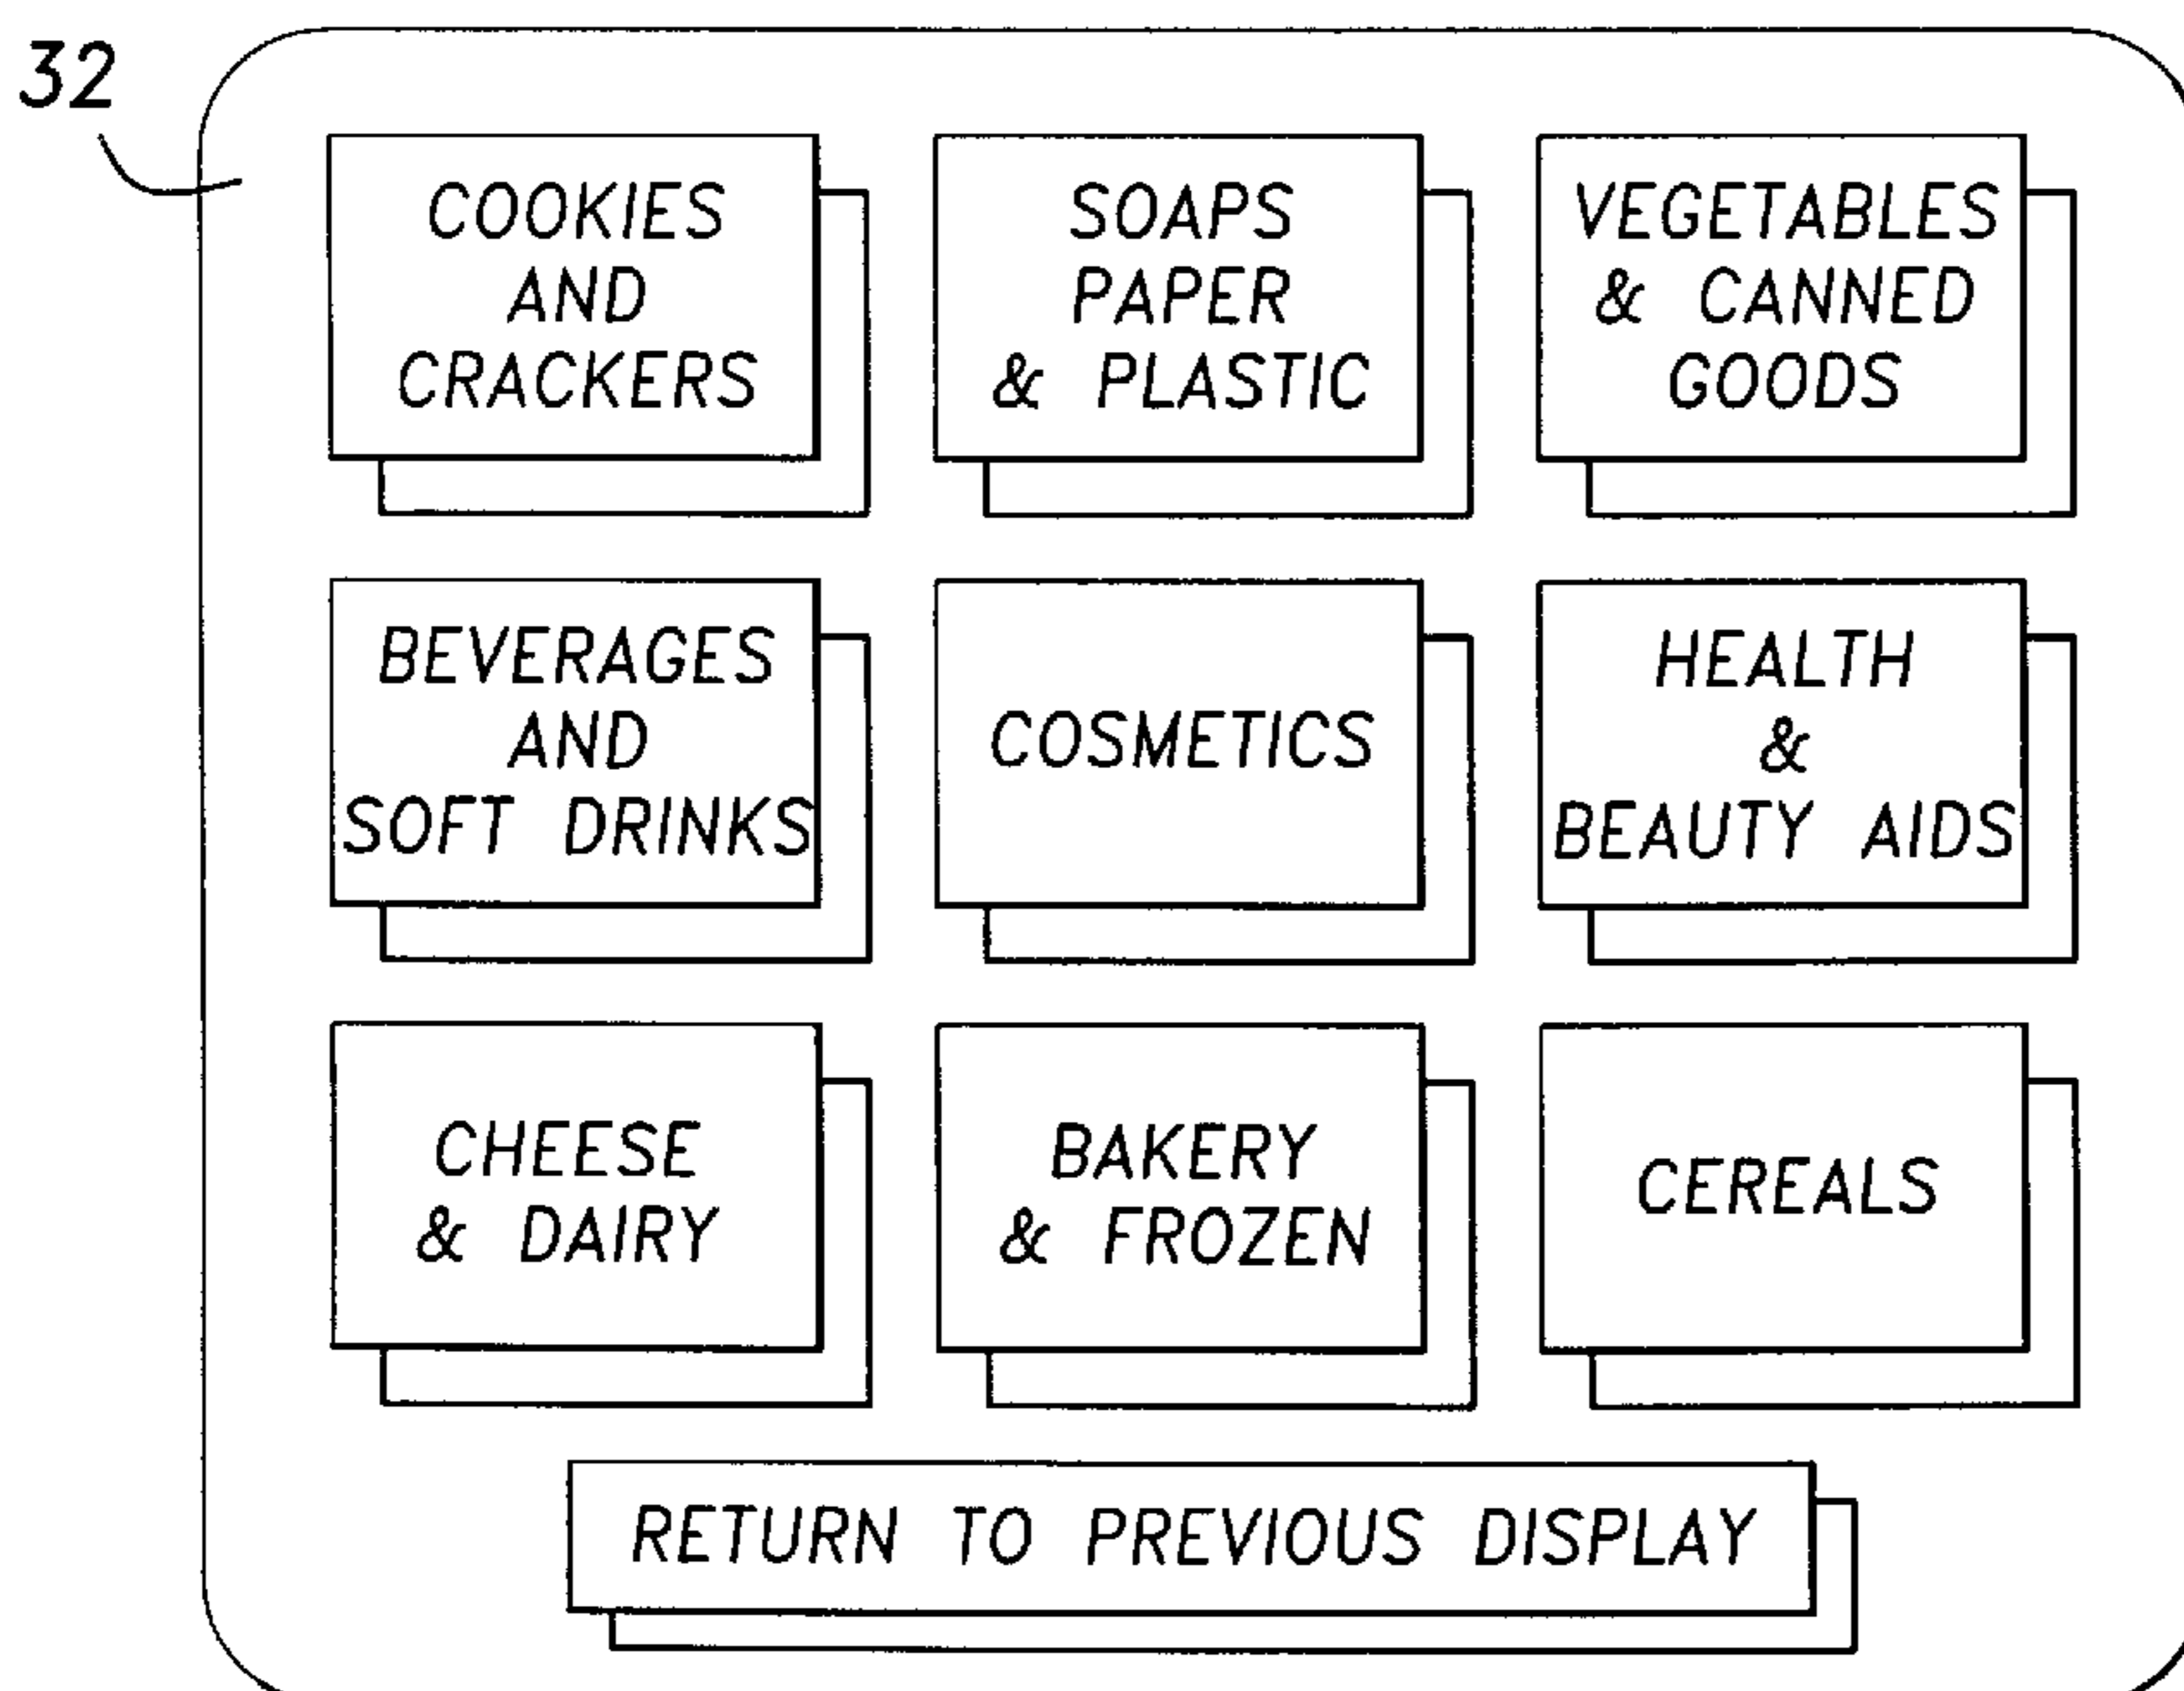 32
COOKIES
AND
CRACKERS
SOAPS
PAPER
& PLASTIC
VEGETABLES
& CANNED
GOODS
BEVERAGES
AND
SOFT DRINKS
COSMETICS
HEALTH
&
BEAUTY AIDS
CHEESE
& DAIRY
BAKERY
& FROZEN
CEREALS
RETURN TO PREVIOUS DISPLAY